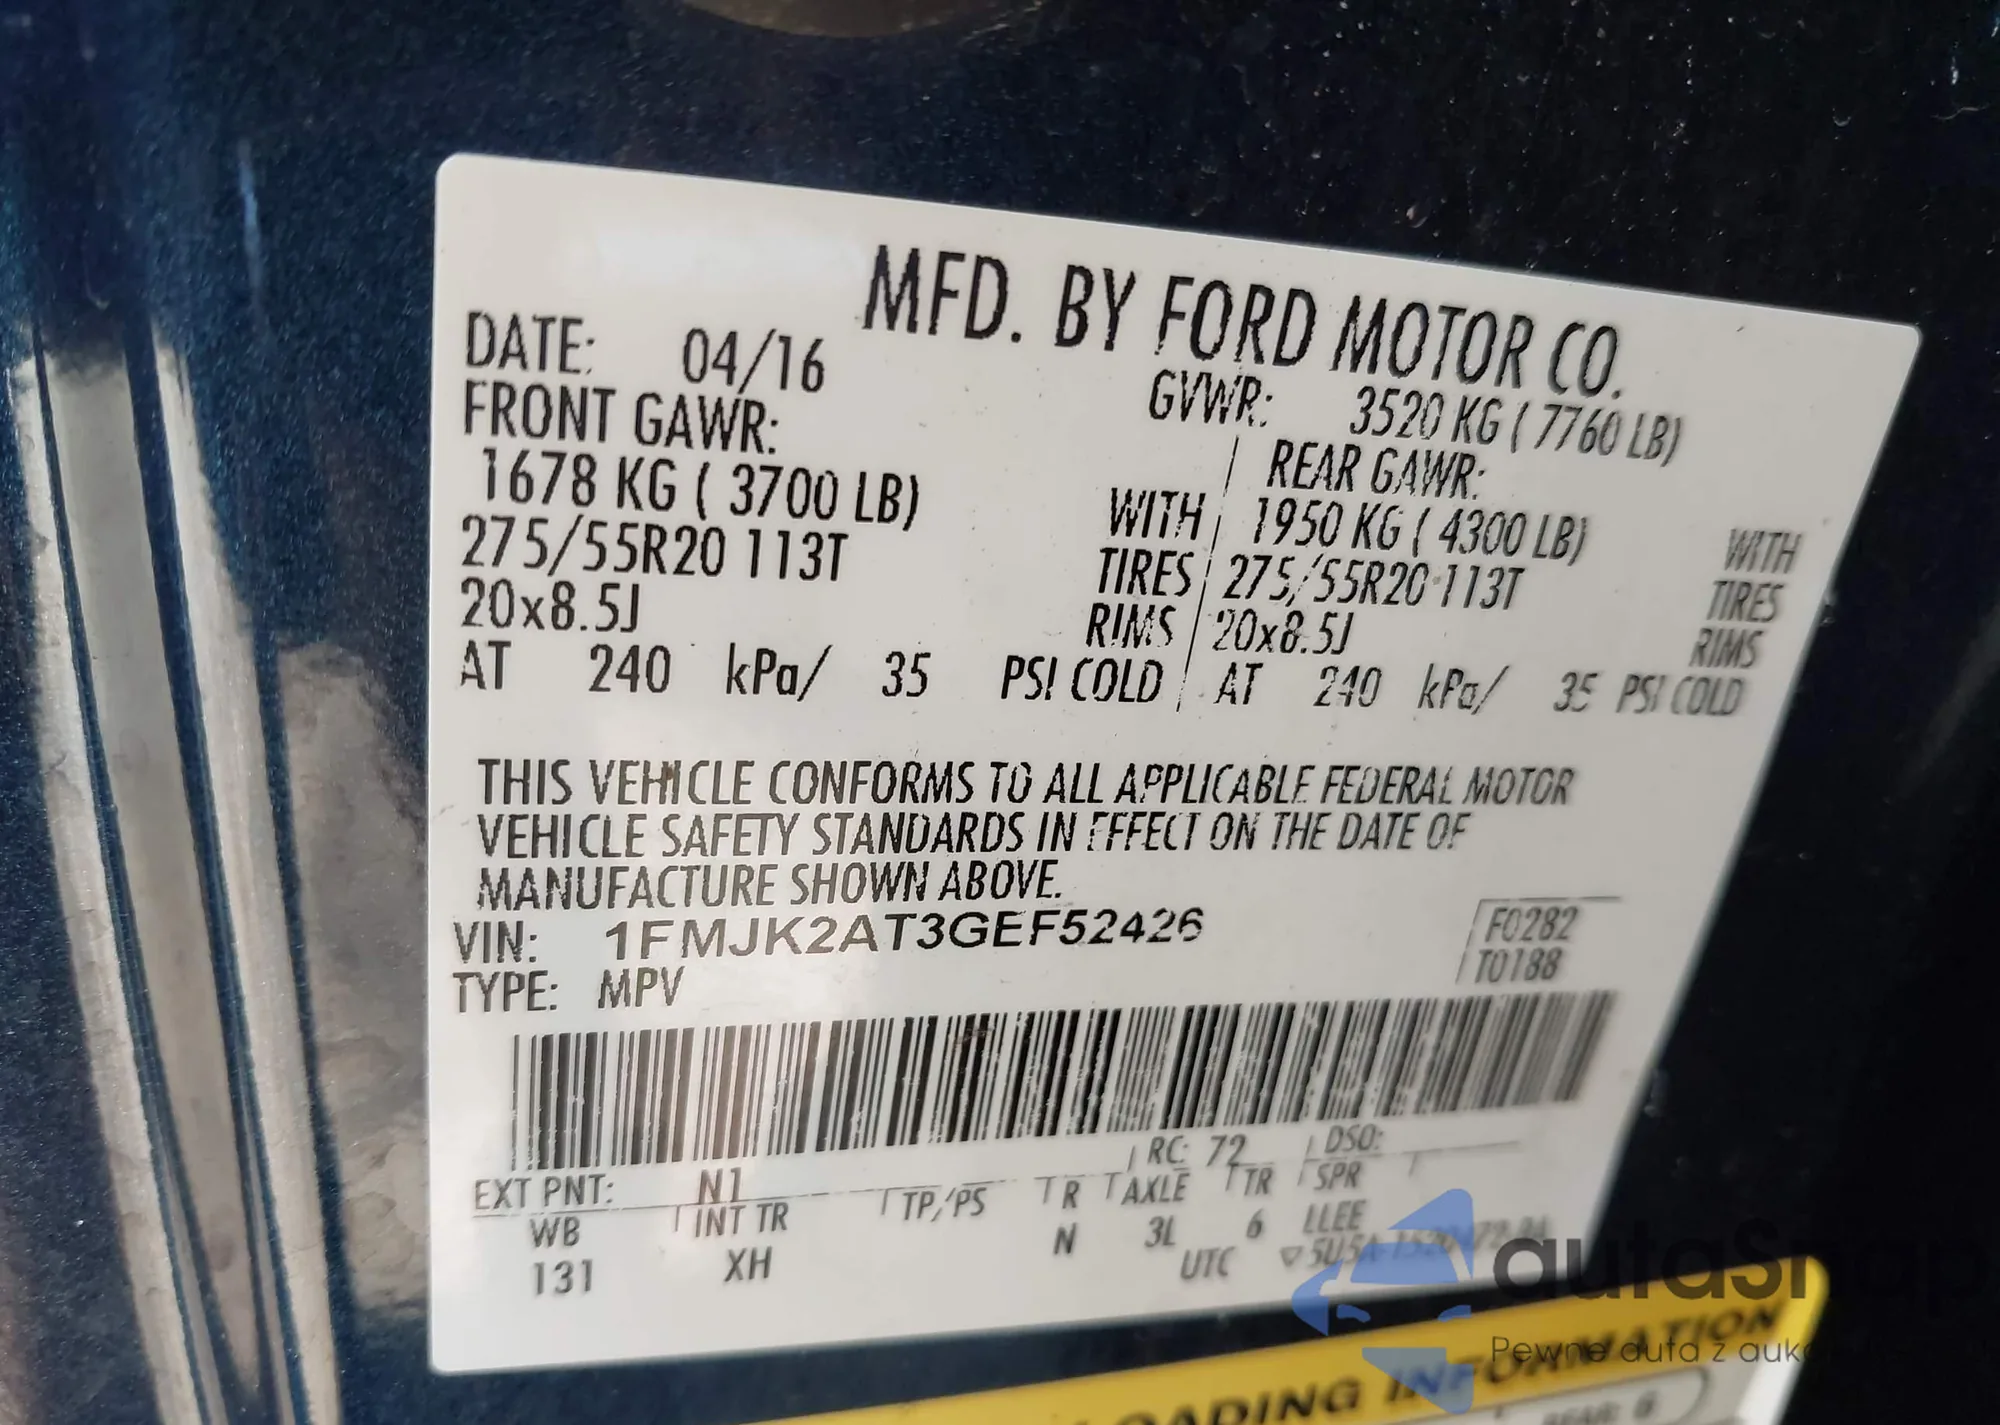 MFD. BY FORD MOTOR CO.
DATE: 04/16
GVWR: 3520 KG ( 7760 LB)
FRONT GAWR:
REAR GAWR:
1678 KG ( 3700 LB) WITH
1950 KG ( 4300 LB) WITH
275/55R20 113T TIRES
275/55R20 113T TIRES
20x8.5J RIMS
20x8.5J RIMS
AT 240 kPa/ 35 PSI COLD
AT 240 kPa/ 35 PSI COLD
THIS VEHICLE CONFORMS TO ALL APPLICABLE FEDERAL MOTOR
VEHICLE SAFETY STANDARDS IN EFFECT ON THE DATE OF
MANUFACTURE SHOWN ABOVE.
VIN: 1FMJK2AT3GEF52426
F0282
TYPE: MPV
T0188
EXT PNT: N1 RC: 72 DSO:
WB INT TR TP/PS R AXLE TR SPR
131 XH N 3L 6 LLEE
UTC
Pewne auta z
LOADING INFORMATION
REAR: 6